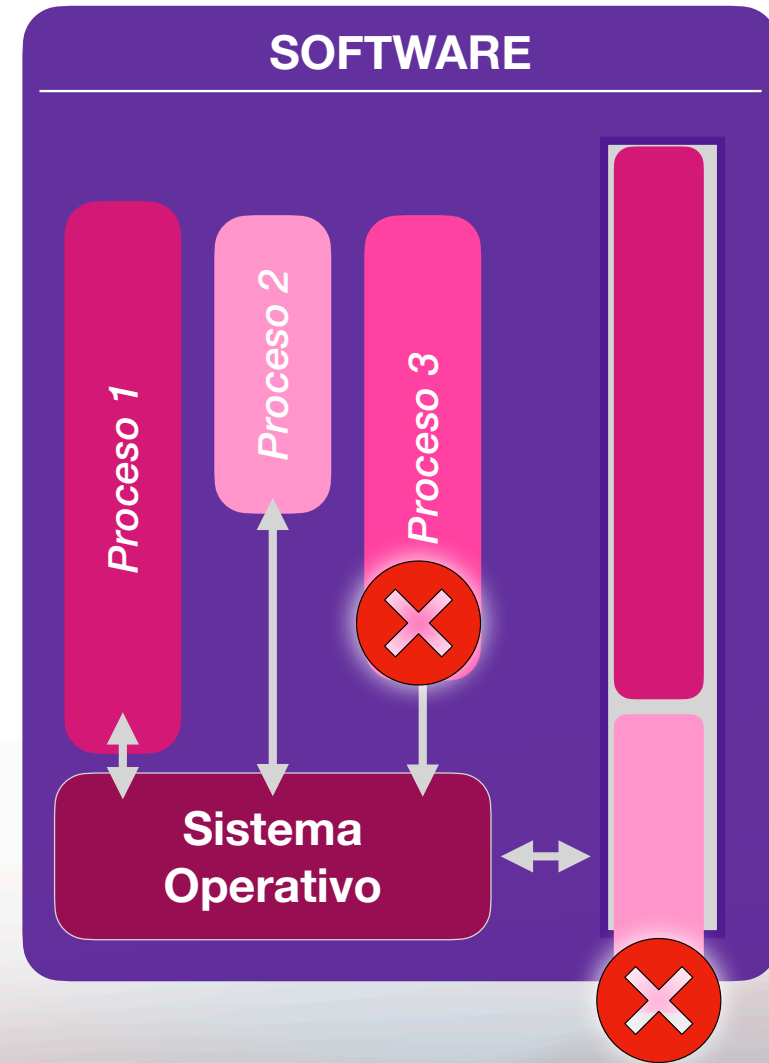 SOFTWARE
Proceso 1
Proceso 2
Proceso 3
Sistema
Operativo